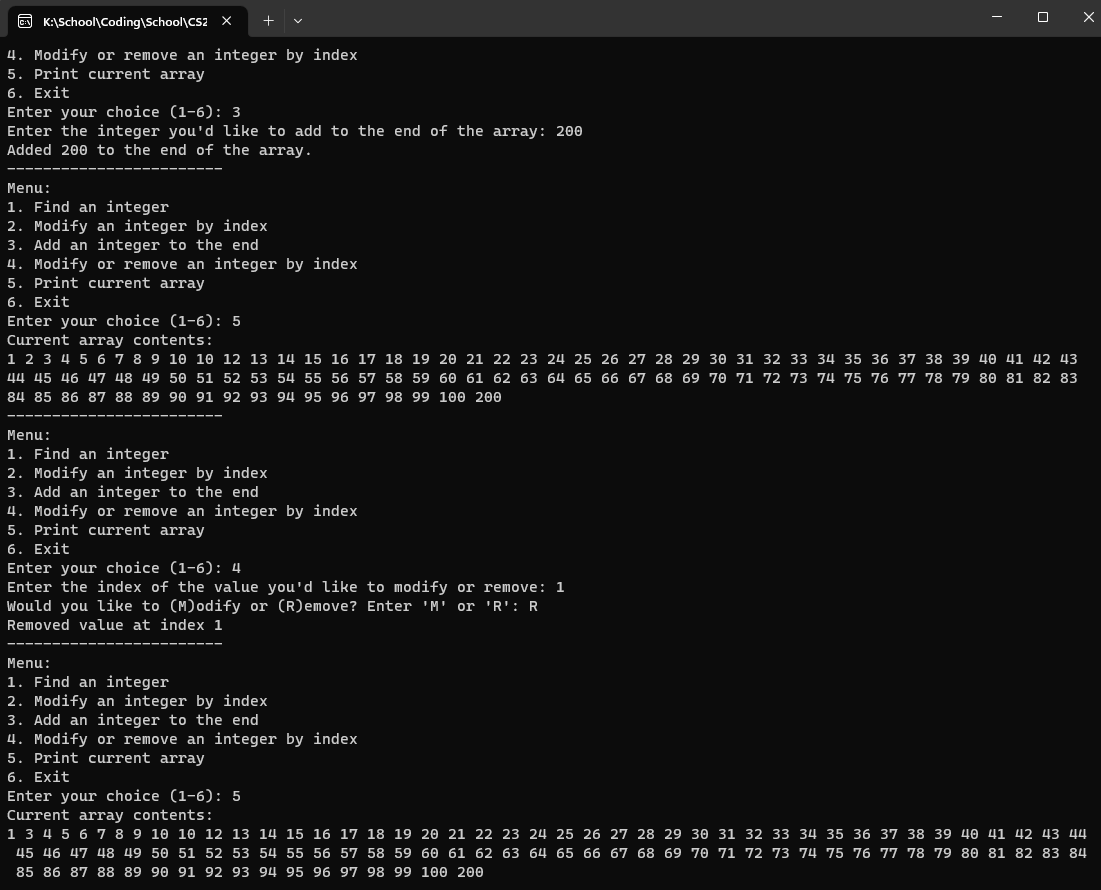 K:\School\Coding\School\CS2
4. Modify or remove an integer by index
5. Print current array
6. Exit
Enter your choice (1-6): 3
Enter the integer you'd like to add to the end of the array: 200
Added 200 to the end of the array.
------------------------
Menu:
1. Find an integer
2. Modify an integer by index
3. Add an integer to the end
4. Modify or remove an integer by index
5. Print current array
6. Exit
Enter your choice (1-6): 5
Current array contents:
1 2 3 4 5 6 7 8 9 10 10 12 13 14 15 16 17 18 19 20 21 22 23 24 25 26 27 28 29 30 31 32 33 34 35 36 37 38 39 40 41 42 43
44 45 46 47 48 49 50 51 52 53 54 55 56 57 58 59 60 61 62 63 64 65 66 67 68 69 70 71 72 73 74 75 76 77 78 79 80 81 82 83
84 85 86 87 88 89 90 91 92 93 94 95 96 97 98 99 100 200
------------------------
Menu:
1. Find an integer
2. Modify an integer by index
3. Add an integer to the end
4. Modify or remove an integer by index
5. Print current array
6. Exit
Enter your choice (1-6): 4
Enter the index of the value you'd like to modify or remove: 1
Would you like to (M)odify or (R)emove? Enter 'M' or 'R': R
Removed value at index 1
------------------------
Menu:
1. Find an integer
2. Modify an integer by index
3. Add an integer to the end
4. Modify or remove an integer by index
5. Print current array
6. Exit
Enter your choice (1-6): 5
Current array contents:
1 3 4 5 6 7 8 9 10 10 12 13 14 15 16 17 18 19 20 21 22 23 24 25 26 27 28 29 30 31 32 33 34 35 36 37 38 39 40 41 42 43 44
45 46 47 48 49 50 51 52 53 54 55 56 57 58 59 60 61 62 63 64 65 66 67 68 69 70 71 72 73 74 75 76 77 78 79 80 81 82 83 84
85 86 87 88 89 90 91 92 93 94 95 96 97 98 99 100 200